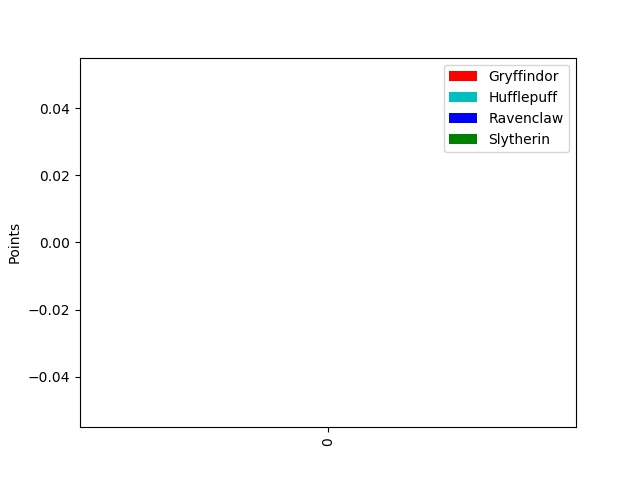 Gryffindor
Hufflepuff
Ravenclaw
Slytherin
0.04
0.02
0.00
−0.02
−0.04
Points
0